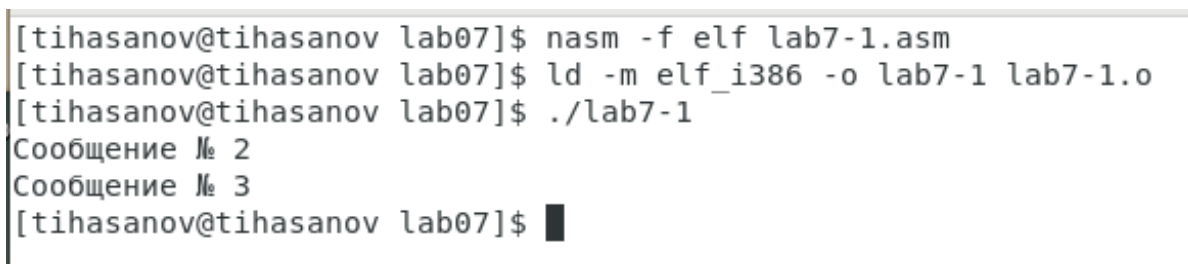 [tihasanov@tihasanov lab07]$ nasm -f elf lab7-1.asm
[tihasanov@tihasanov lab07]$ ld -m elf_i386 -o lab7-1 lab7-1.o
[tihasanov@tihasanov lab07]$ ./lab7-1
Сообщение № 2
Сообщение № 3
[tihasanov@tihasanov lab07]$